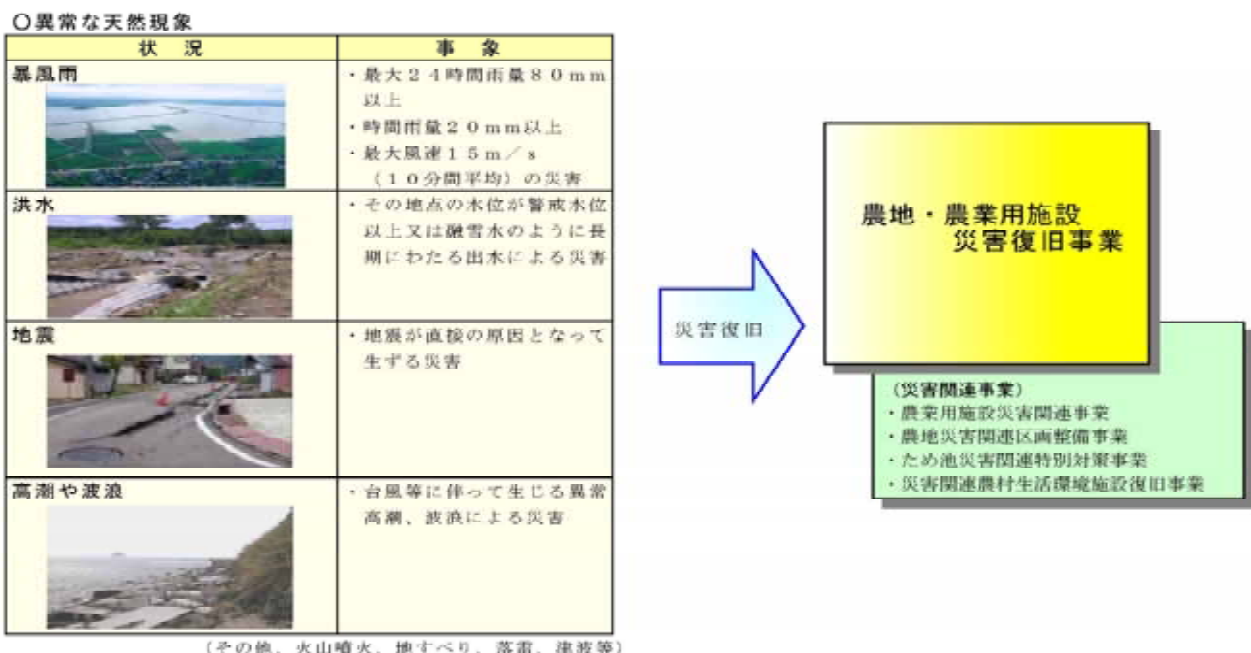 〇異常な天然現象
状　況
事　象
暴風雨
・最大２４時間雨量８０ｍｍ
以上
・時間雨量２０ｍｍ以上
・最大風速１５ｍ／ｓ
（１０分間平均）の災害
洪水
・その地点の水位が警戒水位
以上又は融雪水のように長
期にわたる出水による災害
地震
・地震が直接の原因となって
生ずる災害
高潮や波浪
・台風等に伴って生じる異常
高潮、波浪による災害
（その他、火山噴火、地すべり、落雷、津波等）
災害復旧
農地・農業用施設
災害復旧事業
（災害関連事業）
・農業用施設災害関連事業
・農地災害関連区画整備事業
・ため池災害関連特別対策事業
・災害関連農村生活環境施設復旧事業